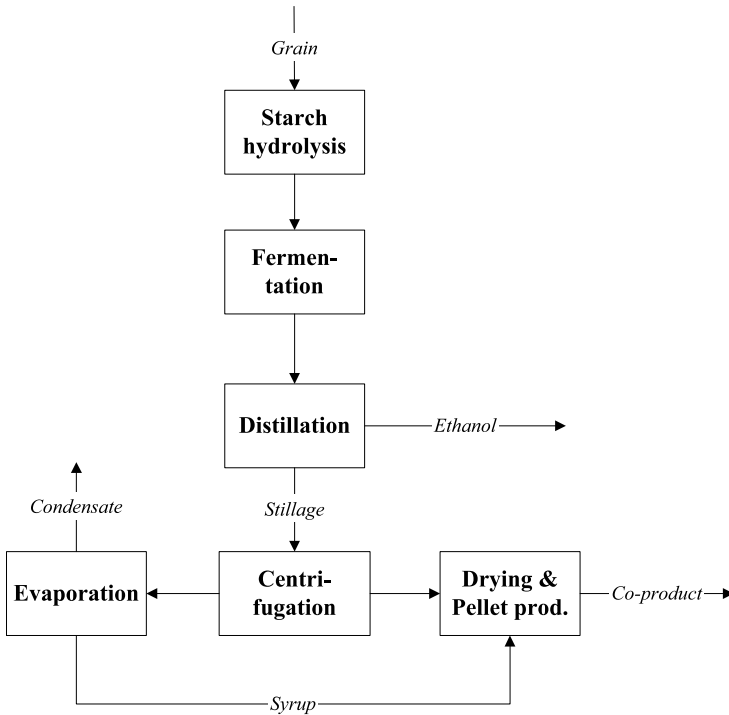 Grain
Starch
hydrolysis
Fermen-
tation
Distillation
Ethanol
Condensate
Stillage
Evaporation
Centri-
fugation
Drying &
Pellet prod.
Co-product
Syrup